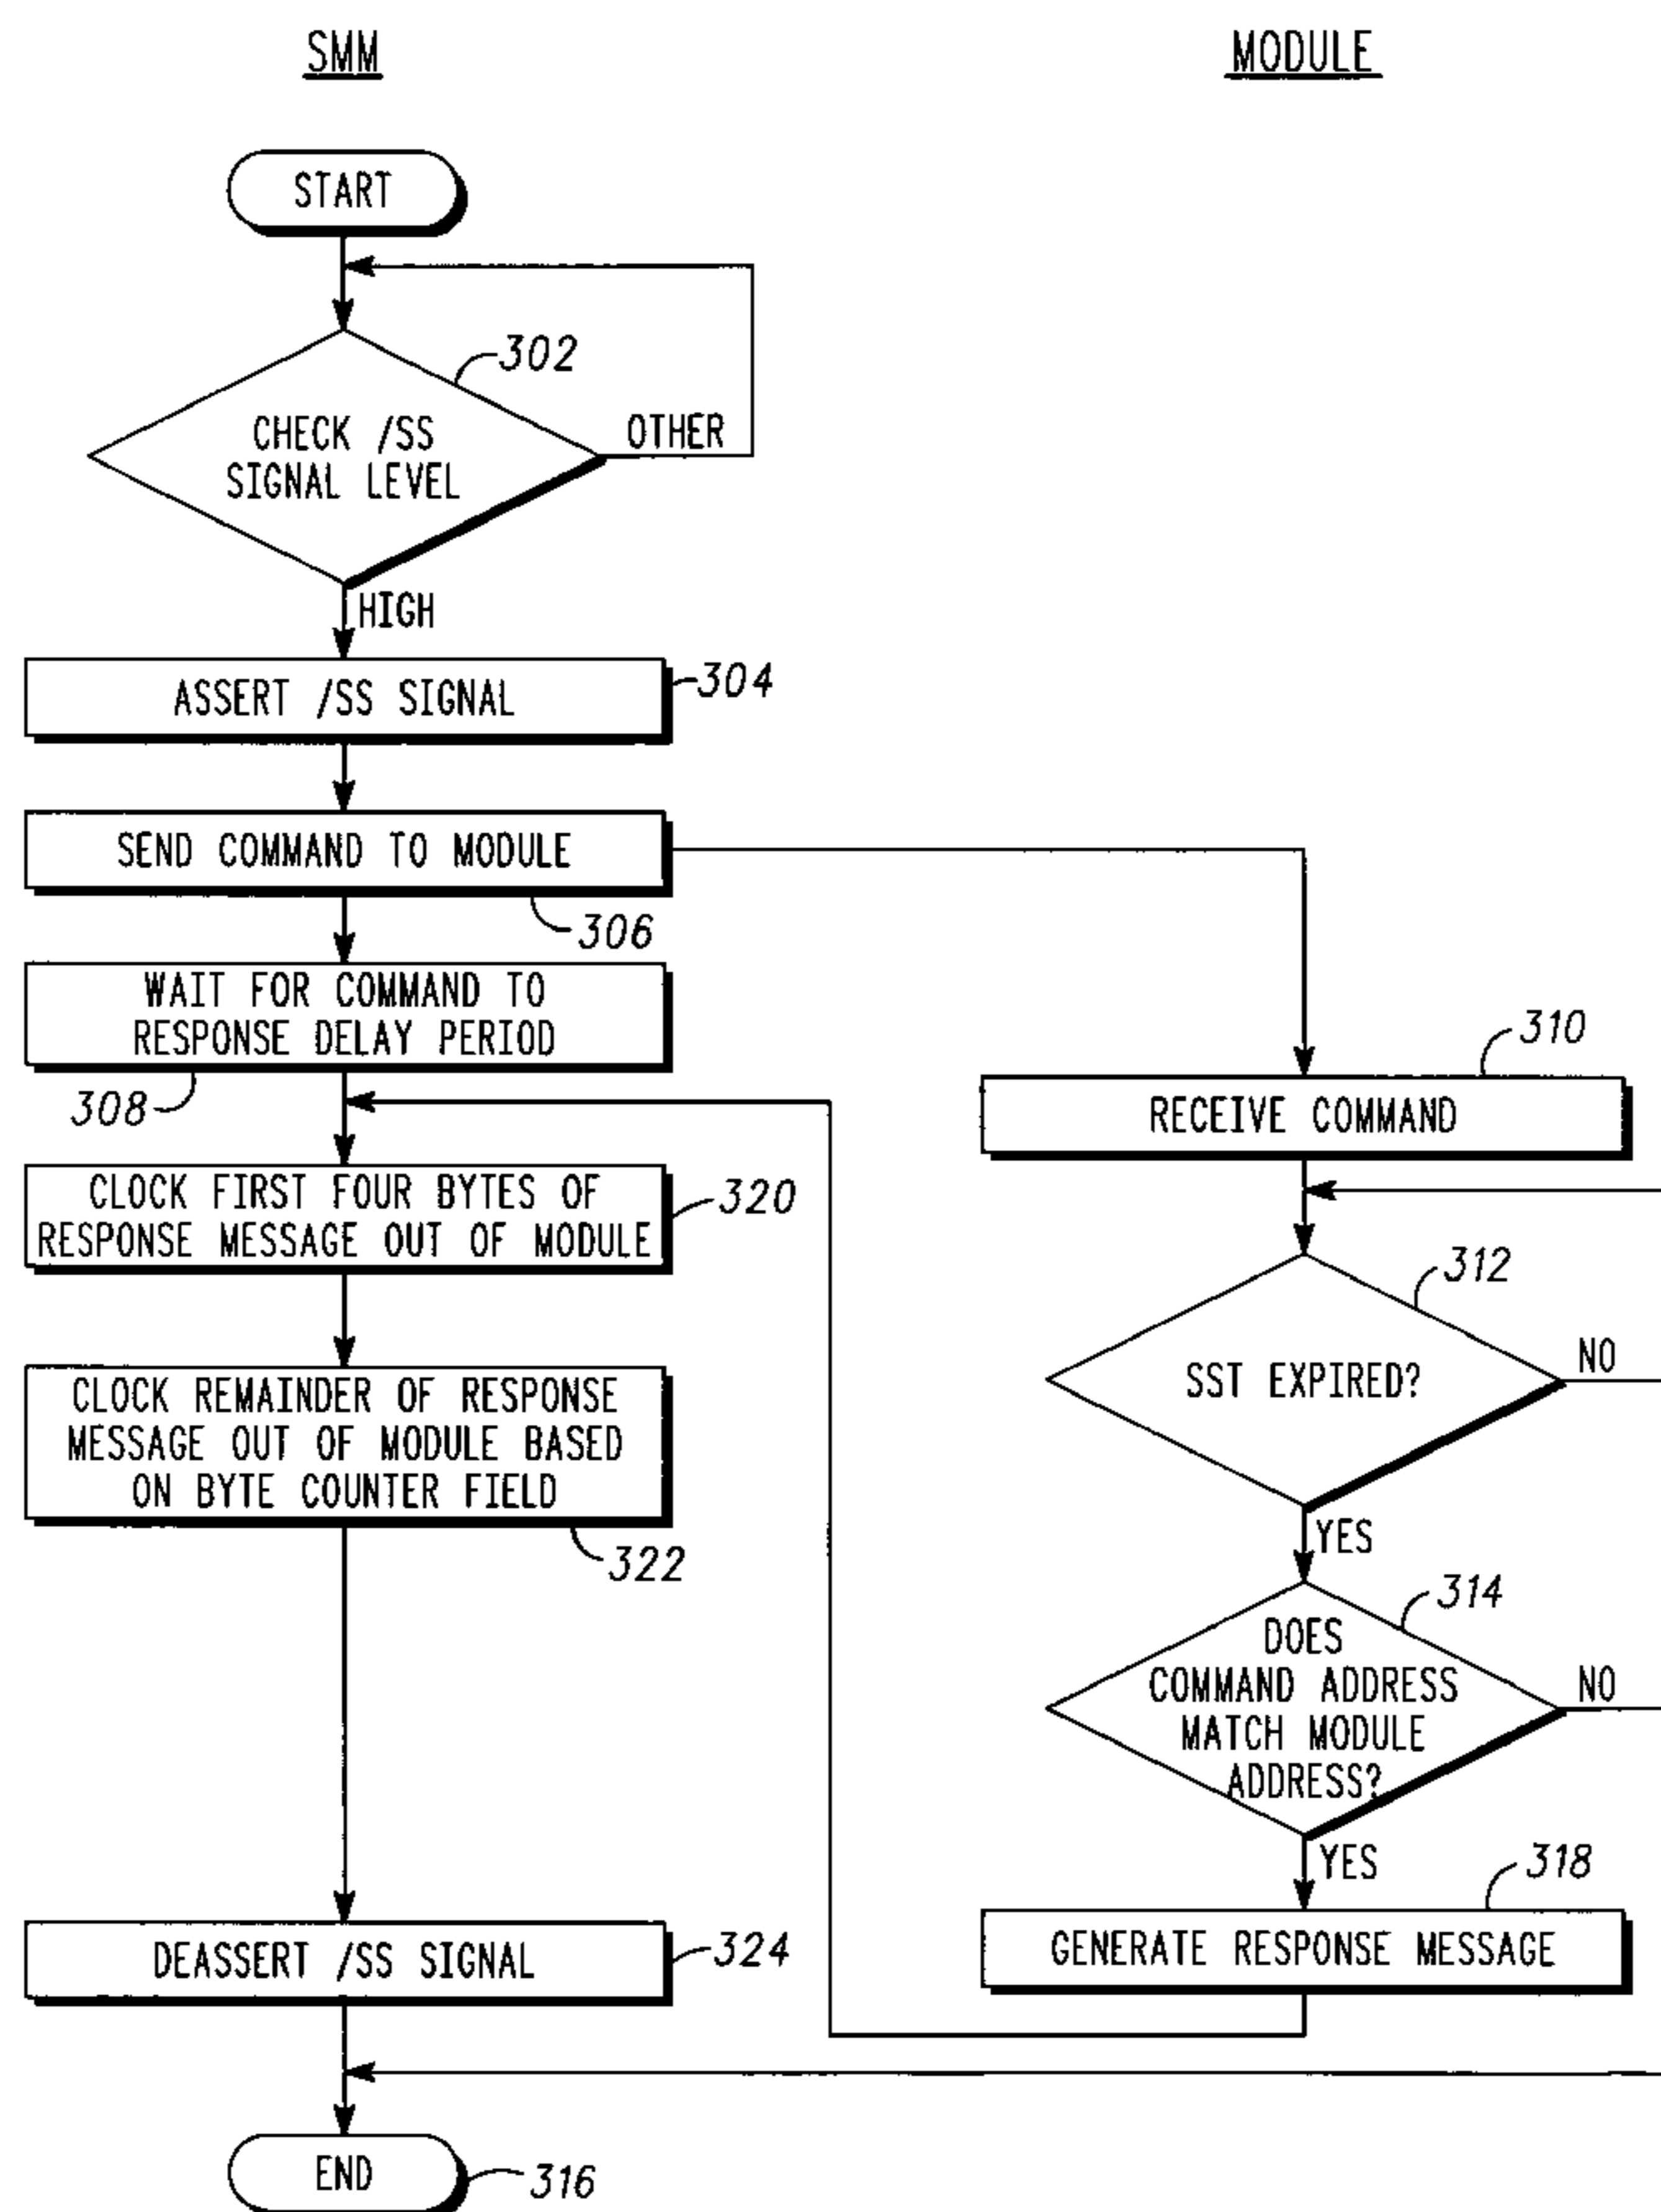 SMM
MODULE
START
302
CHECK /SS
SIGNAL LEVEL
OTHER
HIGH
ASSERT /SS SIGNAL
304
SEND COMMAND TO MODULE
306
WAIT FOR COMMAND TO
RESPONSE DELAY PERIOD
308
310
RECEIVE COMMAND
CLOCK FIRST FOUR BYTES OF
RESPONSE MESSAGE OUT OF MODULE
320
312
SST EXPIRED?
NO
YES
CLOCK REMAINDER OF RESPONSE
MESSAGE OUT OF MODULE BASED
ON BYTE COUNTER FIELD
322
314
DOES
COMMAND ADDRESS
MATCH MODULE
ADDRESS?
NO
YES
318
GENERATE RESPONSE MESSAGE
DEASSERT /SS SIGNAL
324
END
316